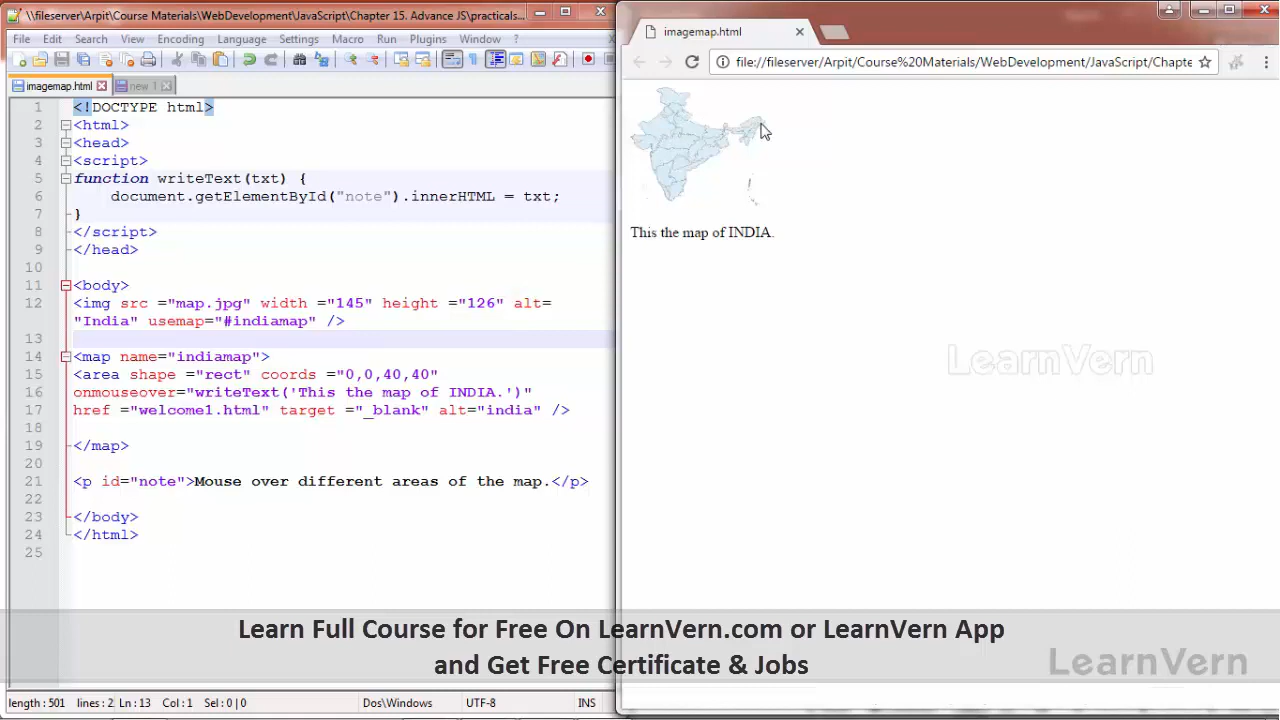 \\fileserver\Arpit\Course Materials\WebDevelopment\JavaScript\Chapter 15. Advance JS\practicals...
File Edit Search View Encoding Language Settings Macro Run Plugins Window ? X
imagemap.html
new 1
1 <!DOCTYPE html>
2 <html>
3 <head>
4 <script>
5 function writeText(txt) {
6 document.getElementById("note").innerHTML = txt;
7 }
8 </script>
9 </head>
10
11 <body>
12 <img src ="map.jpg" width ="145" height ="126" alt=
"India" usemap="#indiamap" />
13
14 <map name="indiamap">
15 <area shape ="rect" coords ="0,0,40,40"
16 onmouseover="writeText('This the map of INDIA.')"
17 href ="welcome1.html" target ="_blank" alt="india" />
18
19 </map>
20
21 <p id="note">Mouse over different areas of the map.</p>
22
23 </body>
24 </html>
25
length : 501 lines : 2 Ln : 13 Col : 1 Sel : 0 | 0 Dos\Windows UTF-8 INS
imagemap.html
file://fileserver/Arpit/Course%20Materials/WebDevelopment/JavaScript/Chapte
This the map of INDIA.
LearnVern
Learn Full Course for Free On LearnVern.com or LearnVern App
and Get Free Certificate & Jobs
LearnVern